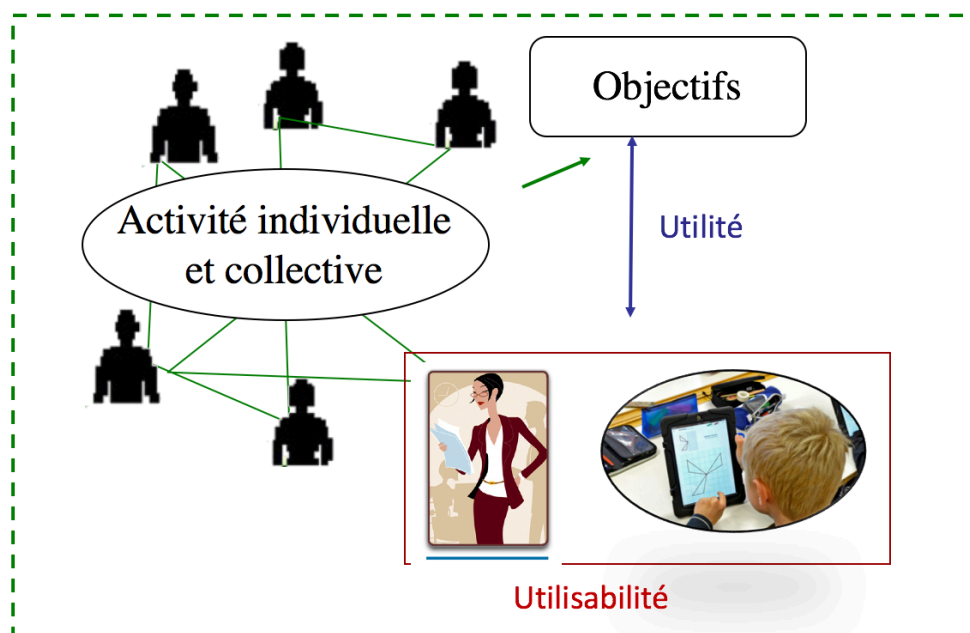 Objectifs
Activité individuelle
et collective
Utilité
Utilisabilité